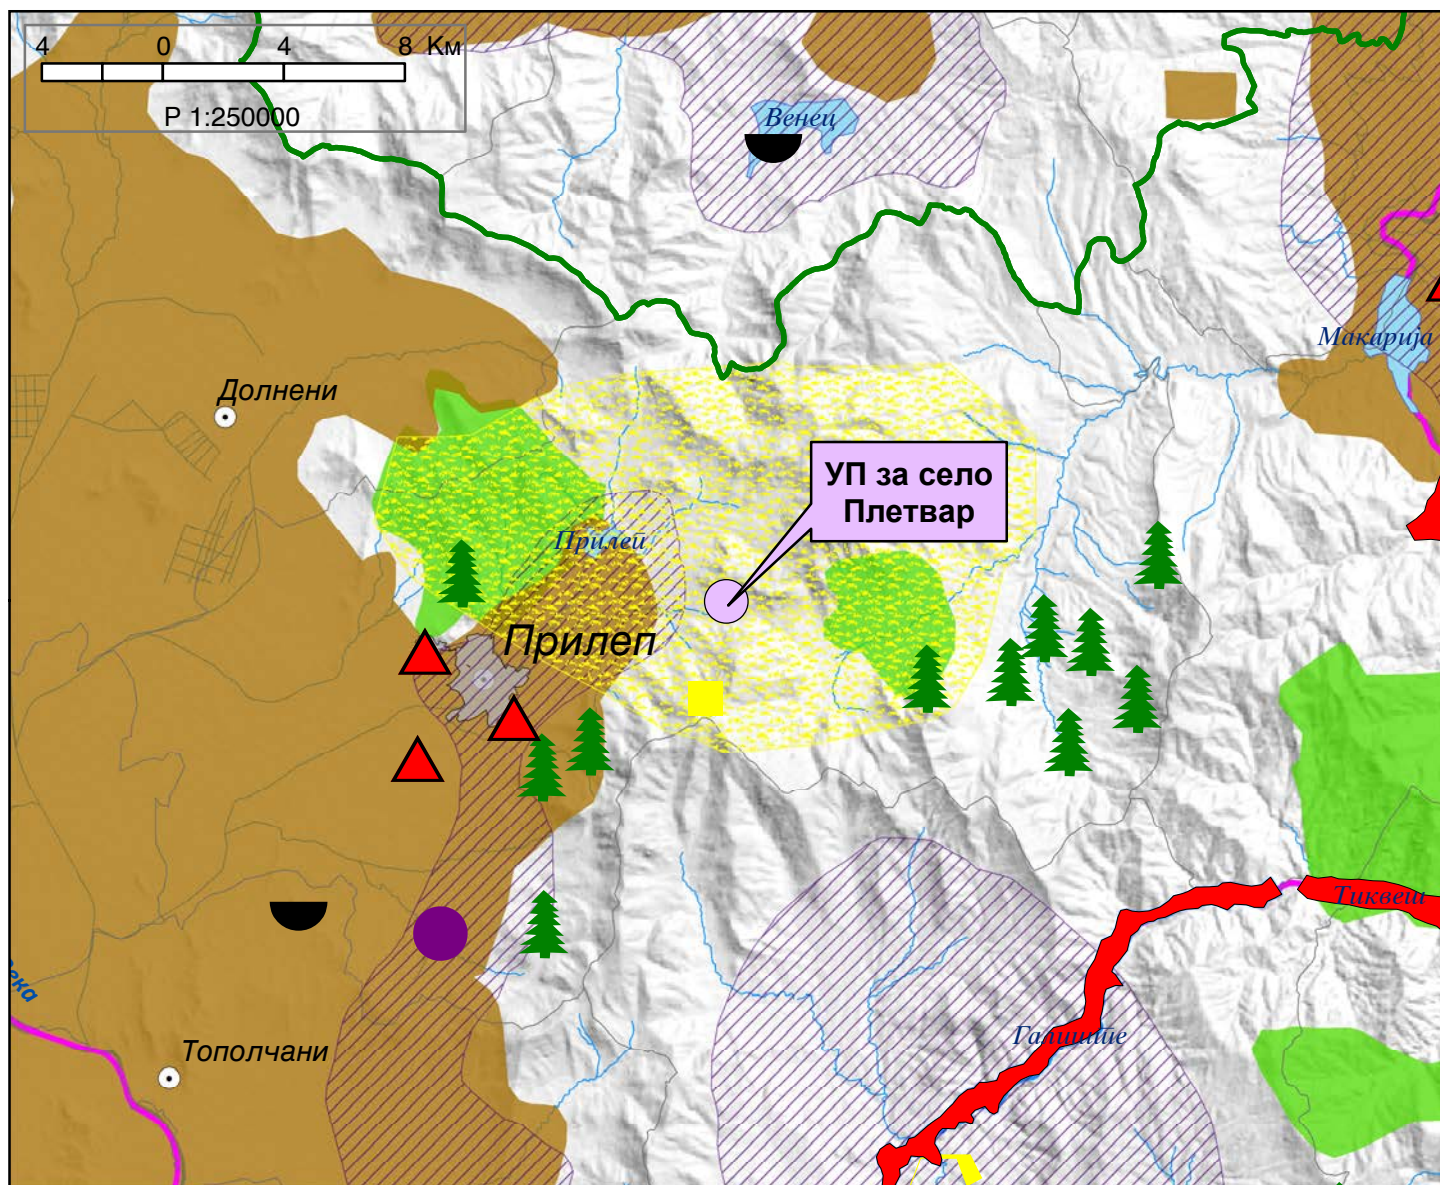 4 0 4 8 Км
Р 1:250000
Венец
Макарија
Долнени
УП за село
Плетвар
Прилеп
Прилеп
Тиквеш
ека
Галиште
Тополчани